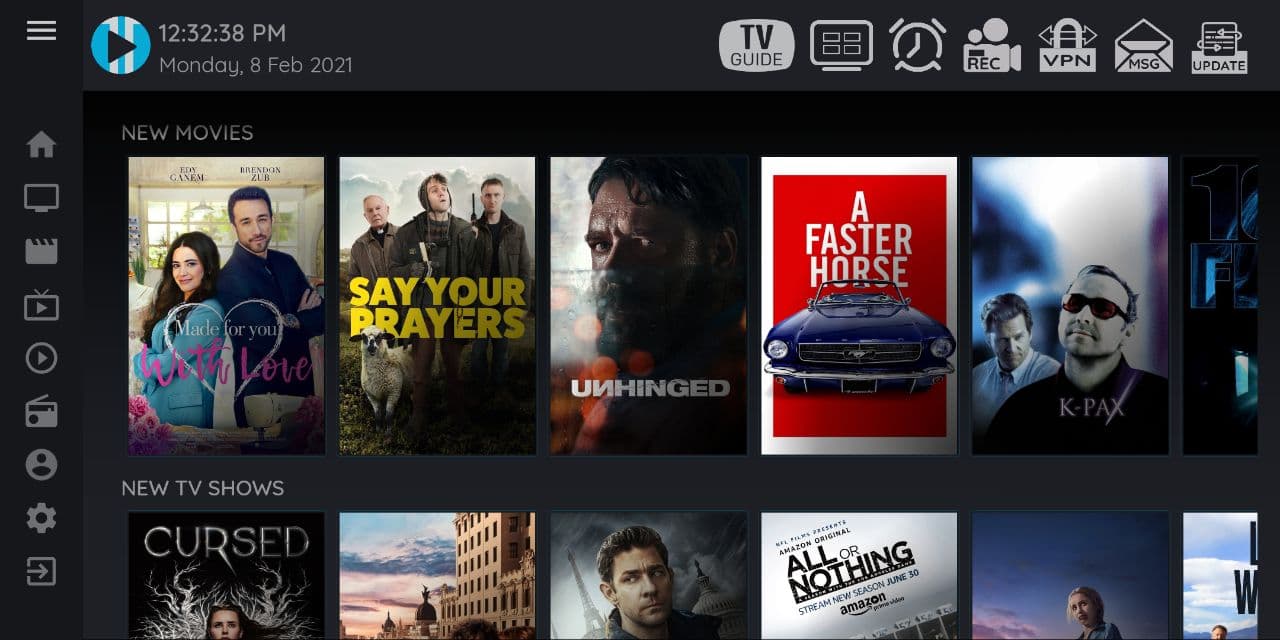 12:32:38 PM
Monday, 8 Feb 2021
TV
GUIDE
REC
VPN
MSG
UPDATE
NEW MOVIES
EDY
GANEM
BRENDON
ZUB
Made for you,
With Love
SAY YOUR
PRAYERS
UNHINGED
A
FASTER
HORSE
K-PAX
10
NEW TV SHOWS
CURSED
NFL FILMS PRESENTS
AMAZON ORIGINAL
ALL OR
NOTHING
STREAM NEW SEASON JUNE 30
amazon prime video
L
W